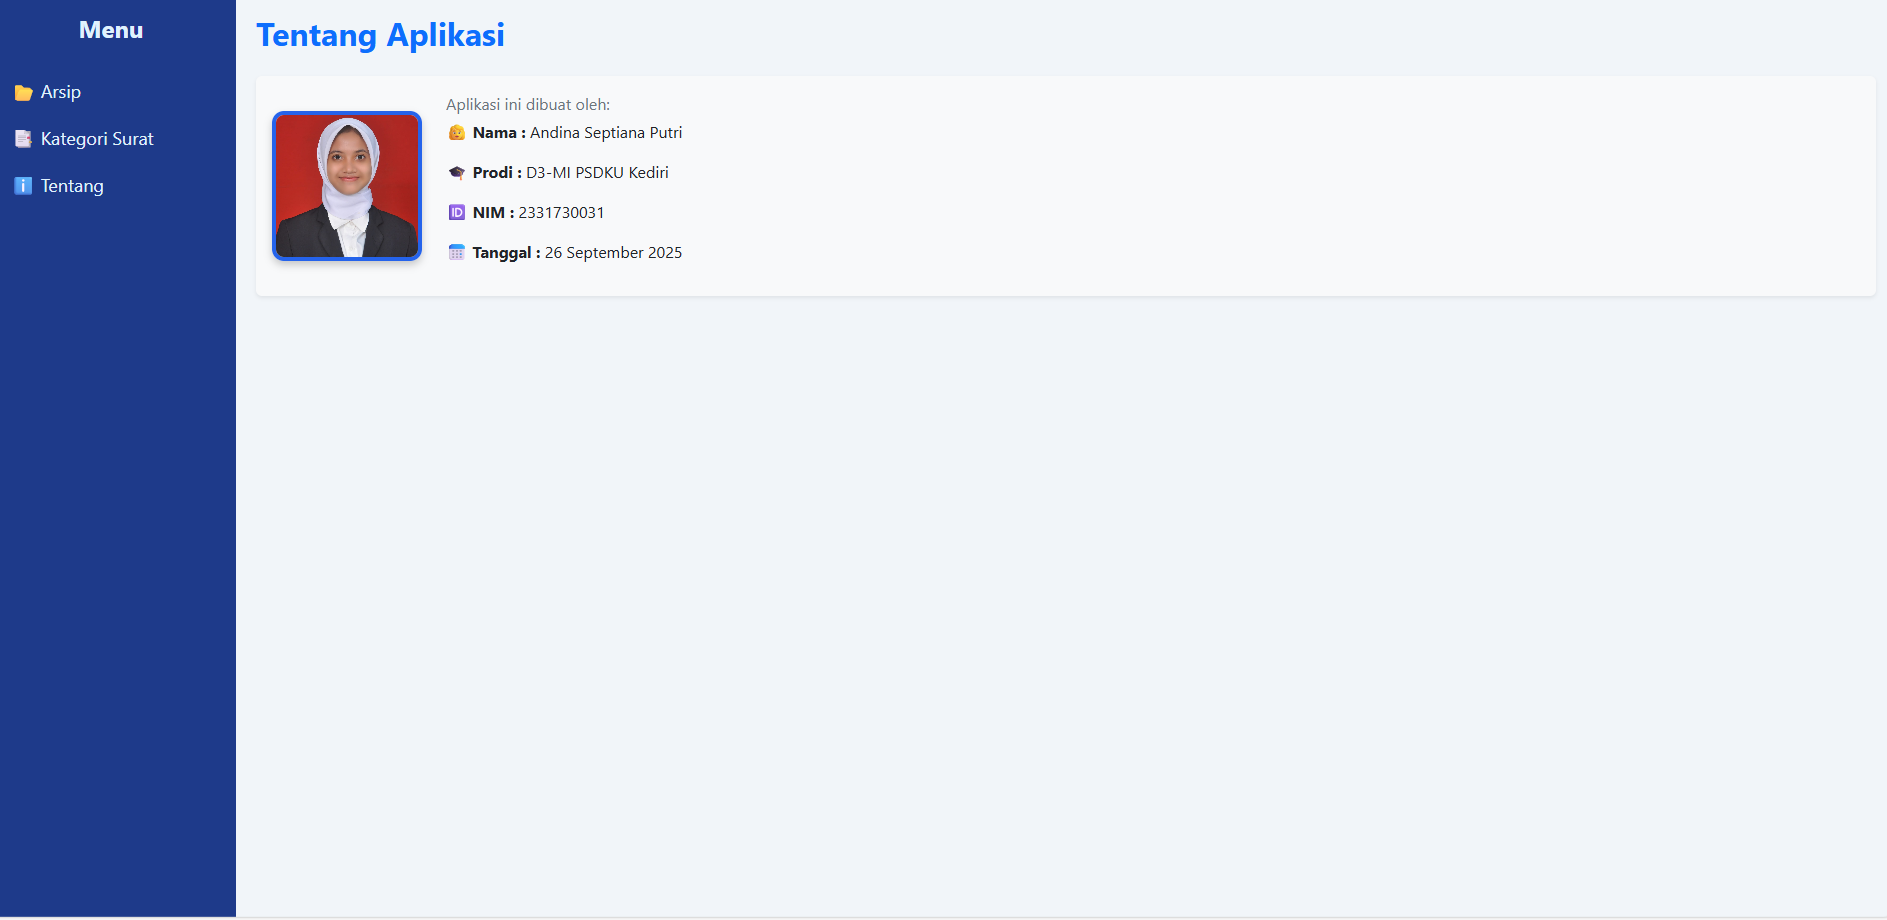 Menu
Arsip
Kategori Surat
Tentang
Tentang Aplikasi
Aplikasi ini dibuat oleh:
Nama : Andina Septiana Putri
Prodi : D3-MI PSDKU Kediri
NIM : 2331730031
Tanggal : 26 September 2025